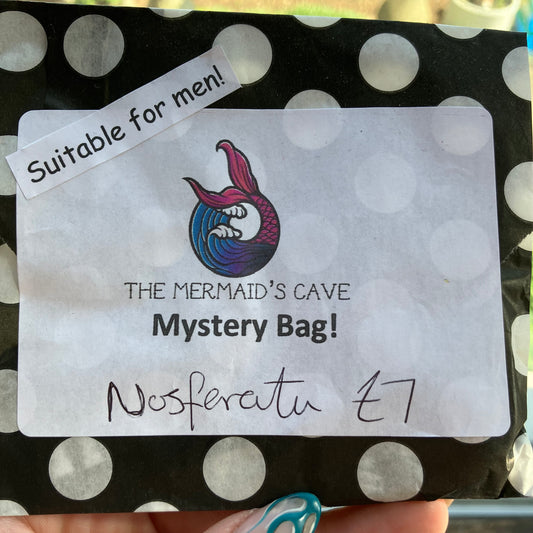 Suitable for men!
THE MERMAID'S CAVE
Mystery Bag!
Nosferatu £7